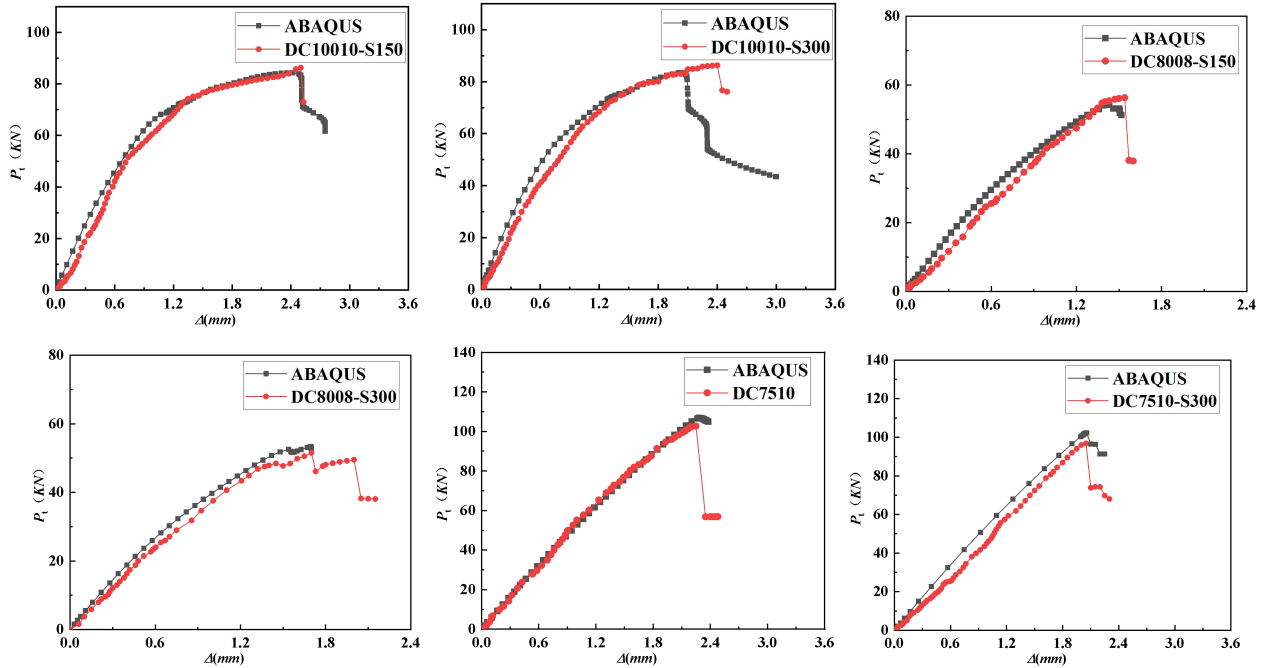 ABAQUS
DC10010-S150
100
80
60
40
20
0
P_t（KN）
0.0 0.6 1.2 1.8 2.4 3.0 3.6
Δ(mm)
ABAQUS
DC10010-S300
100
80
60
40
20
0
P_t（KN）
0.0 0.6 1.2 1.8 2.4 3.0 3.6
Δ(mm)
ABAQUS
DC8008-S150
80
60
40
20
0
P_t（KN）
0.0 0.6 1.2 1.8 2.4
Δ(mm)
ABAQUS
DC8008-S300
80
60
40
20
0
P_t（KN）
0.0 0.6 1.2 1.8 2.4
Δ(mm)
ABAQUS
DC7510
140
120
100
80
60
40
20
0
P_t（KN）
0.0 0.6 1.2 1.8 2.4 3.0 3.6
Δ(mm)
ABAQUS
DC7510-S300
140
120
100
80
60
40
20
0
P_t（KN）
0.0 0.6 1.2 1.8 2.4 3.0 3.6
Δ(mm)